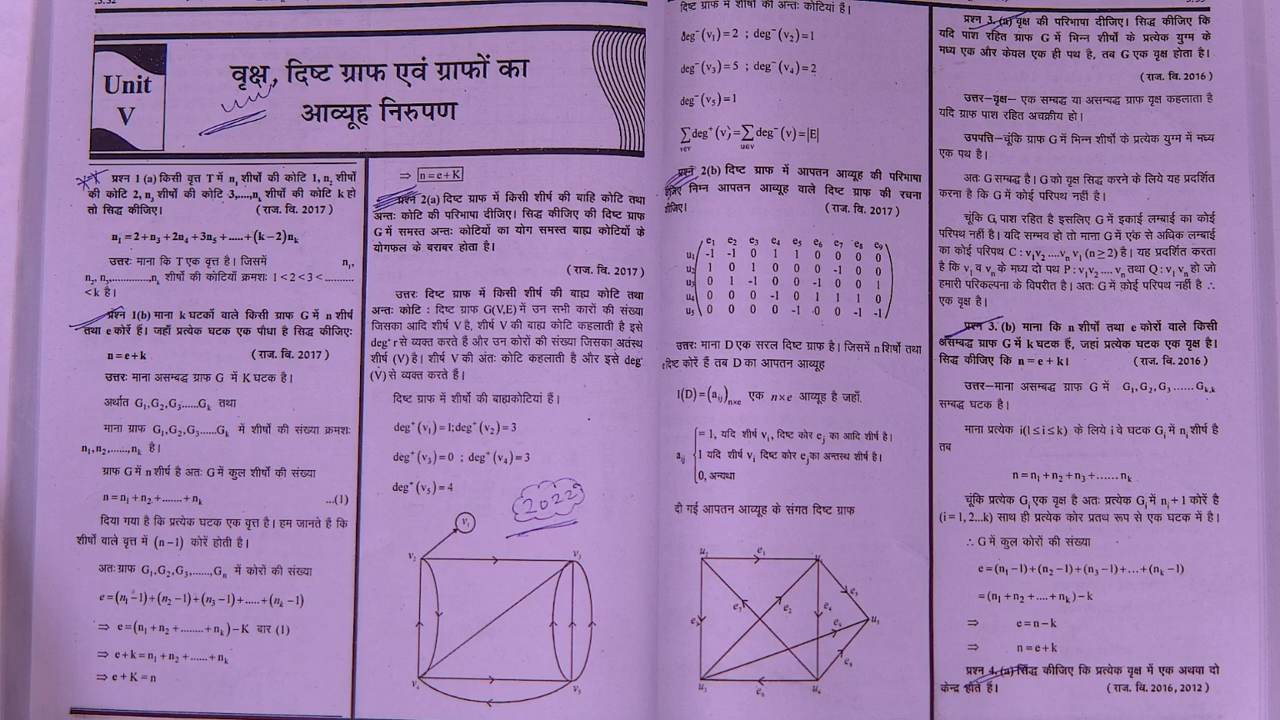 Unit
V
वृक्ष, दिष्ट ग्राफ एवं ग्राफों का
आव्यूह निरुपण
प्रश्न 1 (a) किसी वृत्त T में n₁ शीर्षों की कोटि 1, n₂ शीर्षों
की कोटि 2, n₃ शीर्षों की कोटि 3,....,nₖ शीर्षों की कोटि k हो
तो सिद्ध कीजिए। (राज. वि. 2017)
n₁ = 2+n₃ + 2n₄ + 3n₅ + .....+ (k−2)nₖ
उत्तरः माना कि T एक वृत्त है। जिसमें n₁,
n₂, n₃,............,nₖ शीर्षों की कोटियाँ क्रमशः 1 < 2 < 3 < ..........
< k है।
प्रश्न 1(b) माना k घटकों वाले किसी ग्राफ G में n शीर्ष
तथा e कोरें हैं। जहाँ प्रत्येक घटक एक पौधा है सिद्ध कीजिएः
n = e + k (राज. वि. 2017)
उत्तरः माना असम्बद्ध ग्राफ G में K घटक है।
अर्थात G₁,G₂,G₃......Gₖ तथा
माना ग्राफ G₁,G₂,G₃......Gₖ में शीर्षों की संख्या क्रमशः
n₁,n₂,.......,nₖ है।
ग्राफ G में n शीर्ष है अतः G में कुल शीर्षों की संख्या
n = n₁ + n₂ + ....... + nₖ ...(1)
दिया गया है कि प्रत्येक घटक एक वृत्त है। हम जानते है कि
शीर्षों वाले वृत्त में (n−1) कोरें होती है।
अतः ग्राफ G₁,G₂,G₃,......,Gₙ में कोरों की संख्या
e = (n₁−1)+(n₂−1)+(n₃−1)+.....+(nₖ−1)
⇒ e = (n₁ + n₂ + ........+ nₖ) − K बार (1)
⇒ e + k = n₁ + n₂ + ...... + nₖ
⇒ e + K = n
⇒ n = e + K
प्रश्न 2(a) दिष्ट ग्राफ में किसी शीर्ष की बाहि कोटि तथा
अन्तः कोटि की परिभाषा दीजिए। सिद्ध कीजिए की दिष्ट ग्राफ
G में समस्त अन्तः कोटियों का योग समस्त बाह्य कोटियों के
योगफल के बराबर होता है।
(राज. वि. 2017)
उत्तरः दिष्ट ग्राफ में किसी शीर्ष की बाह्य कोटि तथा
अन्तः कोटि : दिष्ट ग्राफ G(V,E) में उन सभी कारों की संख्या
जिसका आदि शीर्ष V है, शीर्ष V की बाह्य कोटि कहलाता है इसे
deg⁺ r से व्यक्त करते हैं और उन कोरों की संख्या जिसका अंतस्थ
शीर्ष (V) है। शीर्ष V की अंतः कोटि कहलाता है और इसे deg⁻
(V) से व्यक्त करते हैं।
दिष्ट ग्राफ में शीर्षों की बाह्यकोटियाँ हैं।
deg⁺(v₁) = 1; deg⁺(v₂) = 3
deg⁺(v₃) = 0 ; deg⁺(v₄) = 3
deg⁺(v₅) = 4
2022
v₁
v₂
v₃
v₄
v₅
दिष्ट ग्राफ में शीर्षों की अन्तः कोटियां हैं।
deg⁻(v₁) = 2 ; deg⁻(v₂) = 1
deg⁻(v₃) = 5 ; deg⁻(v₄) = 2
deg⁻(v₅) = 1
∑deg⁺(v) = ∑deg⁻(v) = |E|
प्रश्न 2(b) दिष्ट ग्राफ में आपतन आव्यूह की परिभाषा
दीजिए निम्न आपतन आव्यूह वाले दिष्ट ग्राफ की रचना
कीजिए। (राज. वि. 2017)
e₁ e₂ e₃ e₄ e₅ e₆ e₇ e₈ e₉
u₁ -1 -1 0 1 1 0 0 0 0
u₂ 1 0 1 0 0 0 -1 0 0
u₃ 0 1 -1 0 0 -1 0 0 1
u₄ 0 0 0 -1 0 1 1 1 0
u₅ 0 0 0 0 -1 0 0 -1 -1
उत्तरः माना D एक सरल दिष्ट ग्राफ है। जिसमें n शिर्षों तथा
e दिष्ट कोरें हैं तब D का आपतन आव्यूह
I(D) = (aᵢⱼ)ₙₓₑ एक n×e आव्यूह है जहाँ.
= 1, यदि शीर्ष vᵢ, दिष्ट कोर eⱼ का आदि शीर्ष है।
aᵢⱼ 1 यदि शीर्ष vᵢ दिष्ट कोर eⱼ का अन्तस्थ शीर्ष है।
0, अन्यथा
दी गई आपतन आव्यूह के संगत दिष्ट ग्राफ
प्रश्न 3. (a) वृक्ष की परिभाषा दीजिए। सिद्ध कीजिए कि
यदि पाश रहित ग्राफ G में भिन्न शीर्षों के प्रत्येक युग्म के
मध्य एक और केवल एक ही पथ है, तब G एक वृक्ष होता है।
(राज. वि. 2016)
उत्तर–वृक्ष– एक सम्बद्ध या असम्बद्ध ग्राफ वृक्ष कहलाता है
यदि ग्राफ पाश रहित अचक्रीय हो।
उपपत्ति–चूंकि ग्राफ G में भिन्न शीर्षों के प्रत्येक युग्म में मध्य
एक पथ है।
अतः G सम्बद्ध है। G को वृक्ष सिद्ध करने के लिये यह प्रदर्शित
करना है कि G में कोई परिपथ नहीं है।
चूंकि G, पाश रहित है इसलिए G में इकाई लम्बाई का कोई
परिपथ नहीं है। यदि सम्भव हो तो माना G में एक से अधिक लम्बाई
का कोई परिपथ C : v₁v₂ ....vₙ v₁ (n ≥ 2) है। यह प्रदर्शित करता
है कि v₁ व vₙ के मध्य दो पथ P : v₁v₂ .... vₙ तथा Q : v₁ vₙ हो जो
हमारी परिकल्पना के विपरीत है। अतः G में कोई परिपथ नहीं है ∴
एक वृक्ष है।
प्रश्न 3. (b) माना कि n शीर्षों तथा e कोरों वाले किसी
असम्बद्ध ग्राफ G में k घटक हैं, जहां प्रत्येक घटक एक वृक्ष है।
सिद्ध कीजिए कि n = e + k। (राज. वि. 2016)
उत्तर–माना असम्बद्ध ग्राफ G में G₁,G₂,G₃ ......Gₖ,ₖ
सम्बद्ध घटक है।
माना प्रत्येक i(1 ≤ i ≤ k) के लिये i वे घटक Gᵢ में nᵢ शीर्ष है
तब
n = n₁ + n₂ + n₃ + ..... nₖ
चूंकि प्रत्येक Gᵢ एक वृक्ष है अतः प्रत्येक Gᵢ में nᵢ + 1 कोरें है
(i = 1, 2...k) साथ ही प्रत्येक कोर प्रतथ रूप से एक घटक में है।
∴ G में कुल कोरों की संख्या
e = (n₁ − 1) + (n₂ − 1) + (n₃ − 1) + ... + (nₖ − 1)
= (n₁ + n₂ + .... + nₖ) − k
⇒ e = n − k
⇒ n = e + k
प्रश्न 4. (a) सिद्ध कीजिए कि प्रत्येक वृक्ष में एक अथवा दो
केन्द्र होते हैं। (राज. वि. 2016, 2012)